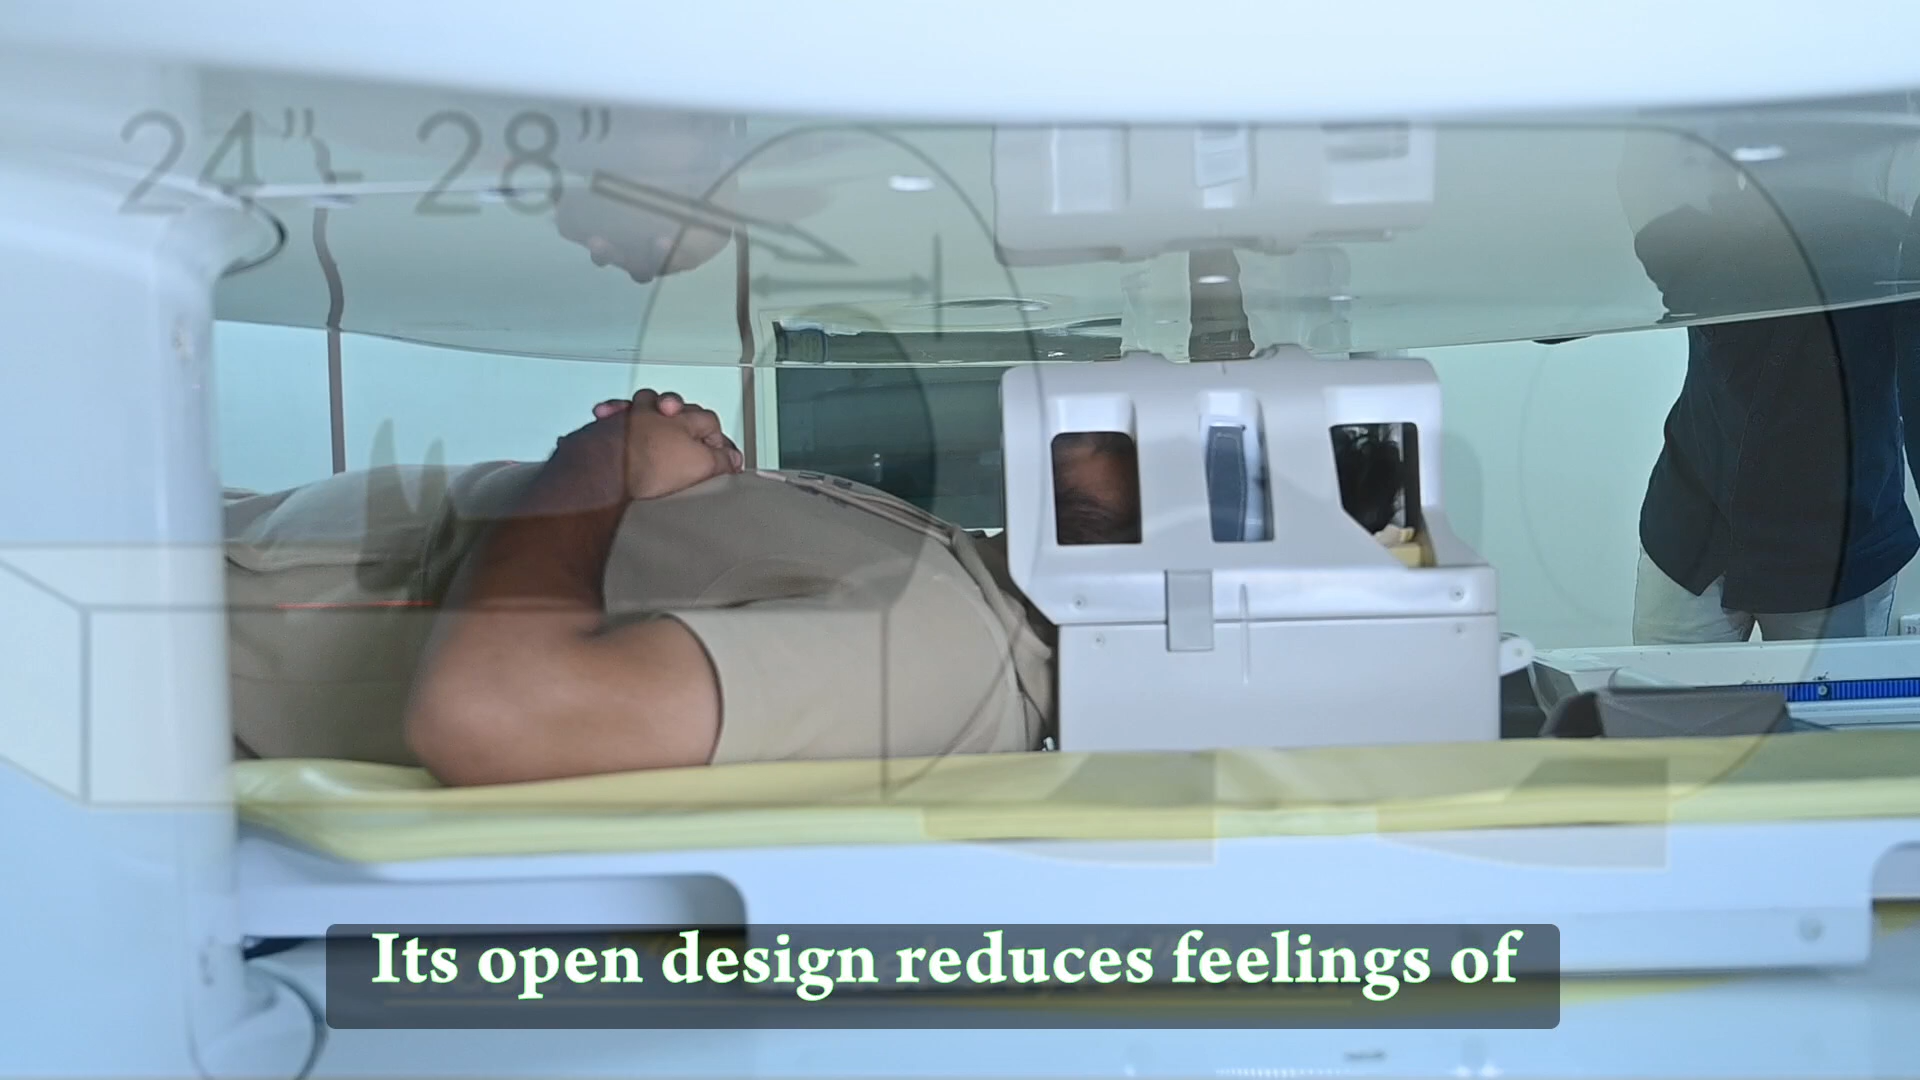 24” - 28”
Its open design reduces feelings of